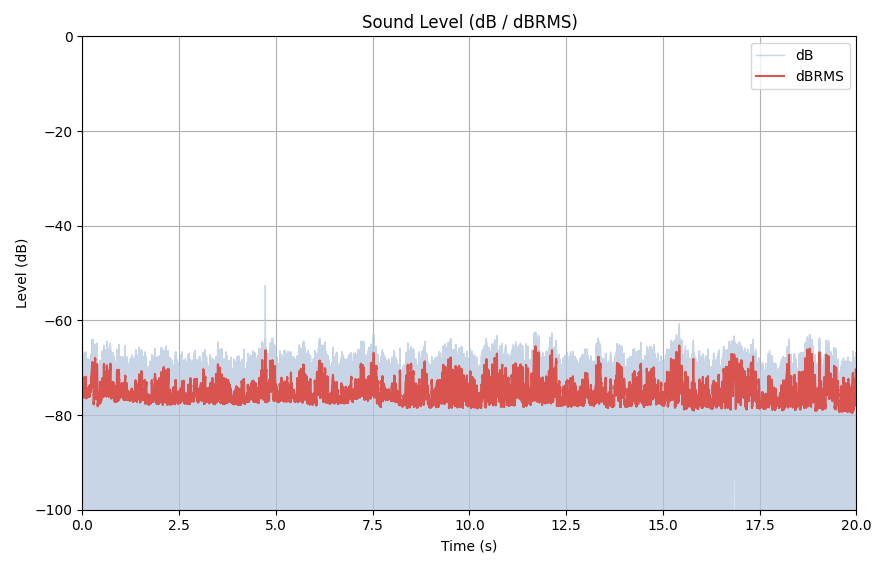 Sound Level (dB / dBRMS)
dB
dBRMS
0
−20
−40
−60
−80
−100
Level (dB)
0.0 2.5 5.0 7.5 10.0 12.5 15.0 17.5 20.0
Time (s)